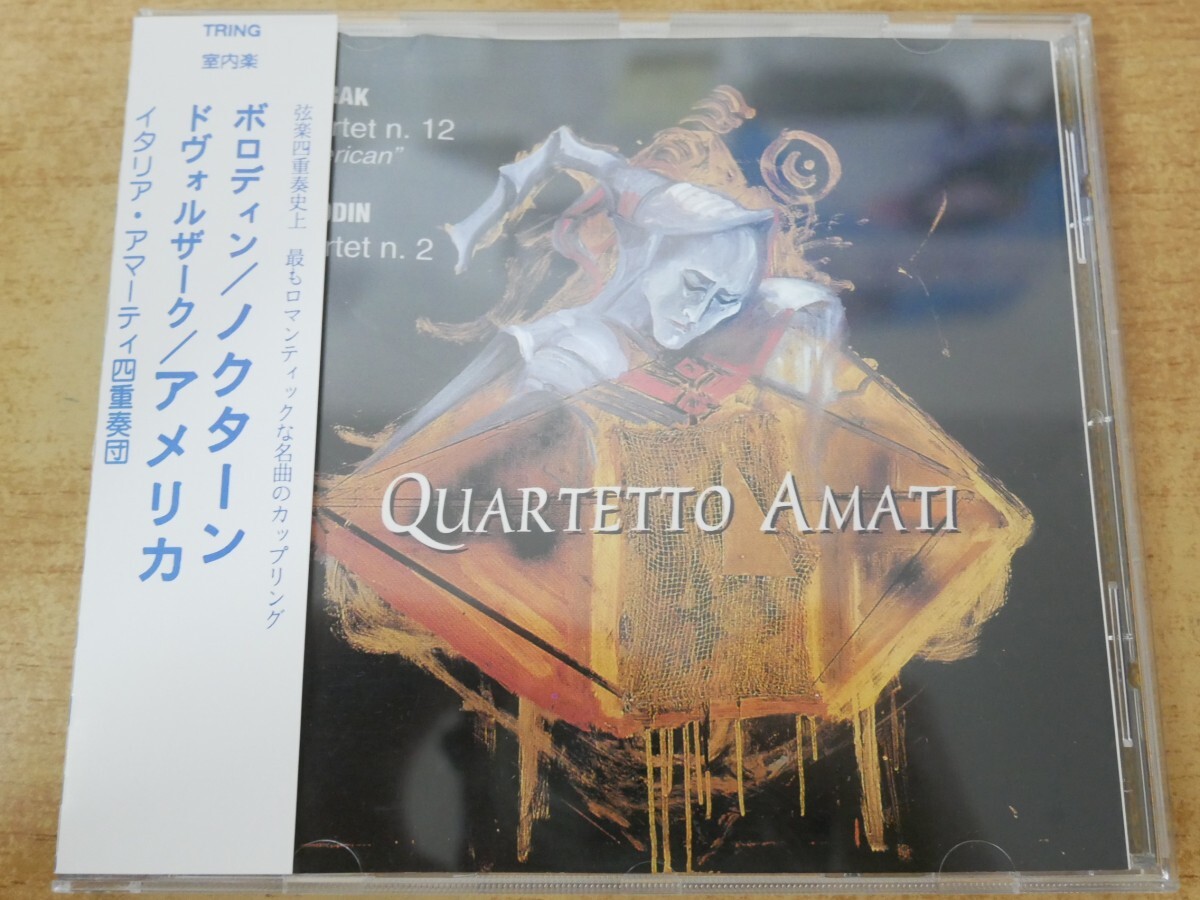 TRING
室内楽
弦楽四重奏史上 最もロマンティックな名曲のカップリング
ボロディン/ノクターン
ドヴォルザーク/アメリカ
イタリア・アマーティ四重奏団
AK
rtet n. 12
erican”
DIN
rtet n. 2
QUARTETTO AMATI